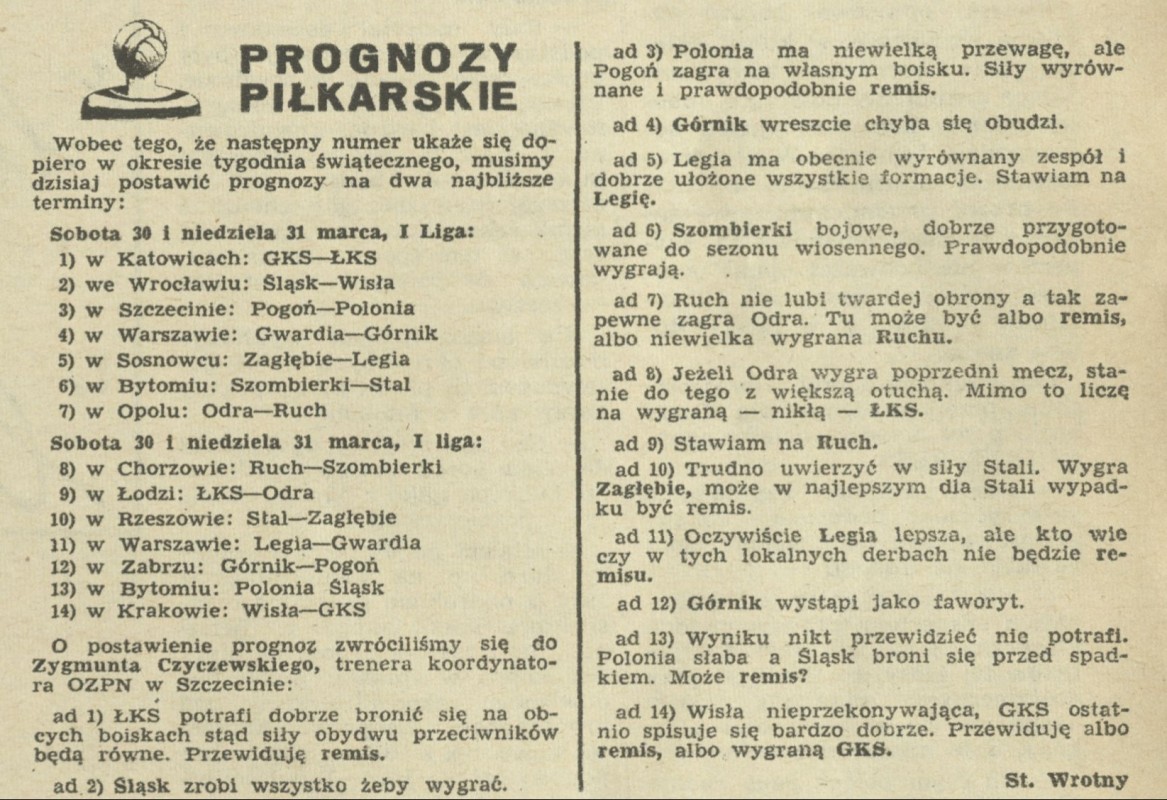 PROGNOZY
PIŁKARSKIE
Wobec tego, że następny numer ukaże się do-
piero w okresie tygodnia świątecznego, musimy
dzisiaj postawić prognozy na dwa najbliższe
terminy:
Sobota 30 i niedziela 31 marca, I Liga:
1) w Katowicach: GKS—ŁKS
2) we Wrocławiu: Śląsk—Wisła
3) w Szczecinie: Pogoń—Polonia
4) w Warszawie: Gwardia—Górnik
5) w Sosnowcu: Zagłębie—Legia
6) w Bytomiu: Szombierki—Stal
7) w Opolu: Odra—Ruch
Sobota 30 i niedziela 31 marca, I liga:
8) w Chorzowie: Ruch—Szombierki
9) w Łodzi: ŁKS—Odra
10) w Rzeszowie: Stal—Zagłębie
11) w Warszawie: Legia—Gwardia
12) w Zabrzu: Górnik—Pogoń
13) w Bytomiu: Polonia Śląsk
14) w Krakowie: Wisła—GKS
O postawienie prognoz zwróciliśmy się do
Zygmunta Czyczewskiego, trenera koordynato-
ra OZPN w Szczecinie:
ad 1) ŁKS potrafi dobrze bronić się na ob-
cych boiskach stąd siły obydwu przeciwników
będą równe. Przewiduję remis.
ad 2) Śląsk zrobi wszystko żeby wygrać.
ad 3) Polonia ma niewielką przewagę, ale
Pogoń zagra na własnym boisku. Siły wyrów-
nane i prawdopodobnie remis.
ad 4) Górnik wreszcie chyba się obudzi.
ad 5) Legia ma obecnie wyrównany zespół i
dobrze ułożone wszystkie formacje. Stawiam na
Legię.
ad 6) Szombierki bojowe, dobrze przygoto-
wane do sezonu wiosennego. Prawdopodobnie
wygrają.
ad 7) Ruch nie lubi twardej obrony a tak za-
pewne zagra Odra. Tu może być albo remis,
albo niewielka wygrana Ruchu.
ad 8) Jeżeli Odra wygra poprzedni mecz, sta-
nie do tego z większą otuchą. Mimo to liczę
na wygraną — nikłą — ŁKS.
ad 9) Stawiam na Ruch.
ad 10) Trudno uwierzyć w siły Stali. Wygra
Zagłębie, może w najlepszym dla Stali wypad-
ku być remis.
ad 11) Oczywiście Legia lepsza, ale kto wie
czy w tych lokalnych derbach nie będzie re-
misu.
ad 12) Górnik wystąpi jako faworyt.
ad 13) Wyniku nikt przewidzieć nie potrafi.
Polonia słaba a Śląsk broni się przed spad-
kiem. Może remis?
ad 14) Wisła nieprzekonywająca, GKS ostat-
nio spisuje się bardzo dobrze. Przewiduję albo
remis, albo wygraną GKS.
St. Wrotny